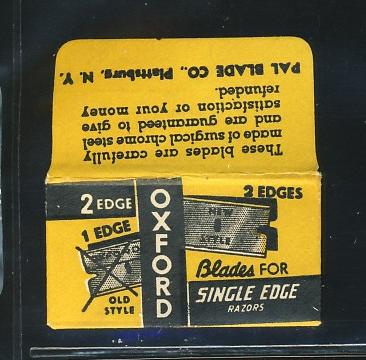 These blades are carefully
made of surgical chrome steel
and are guaranteed to give
satisfaction or your money
refunded.
PAL BLADE CO., Plattsburg, N. Y.
2 EDGE
1 EDGE
OLD
STYLE
OXFORD
2 EDGES
Blades FOR
SINGLE EDGE
RAZORS